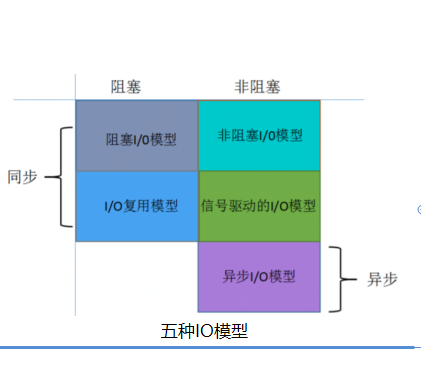 阻塞 非阻塞
阻塞I/0模型 非阻塞I/0模型
同步
I/O复用模型 信号驱动的I/O模型
异步I/O模型 异步
五种IO模型